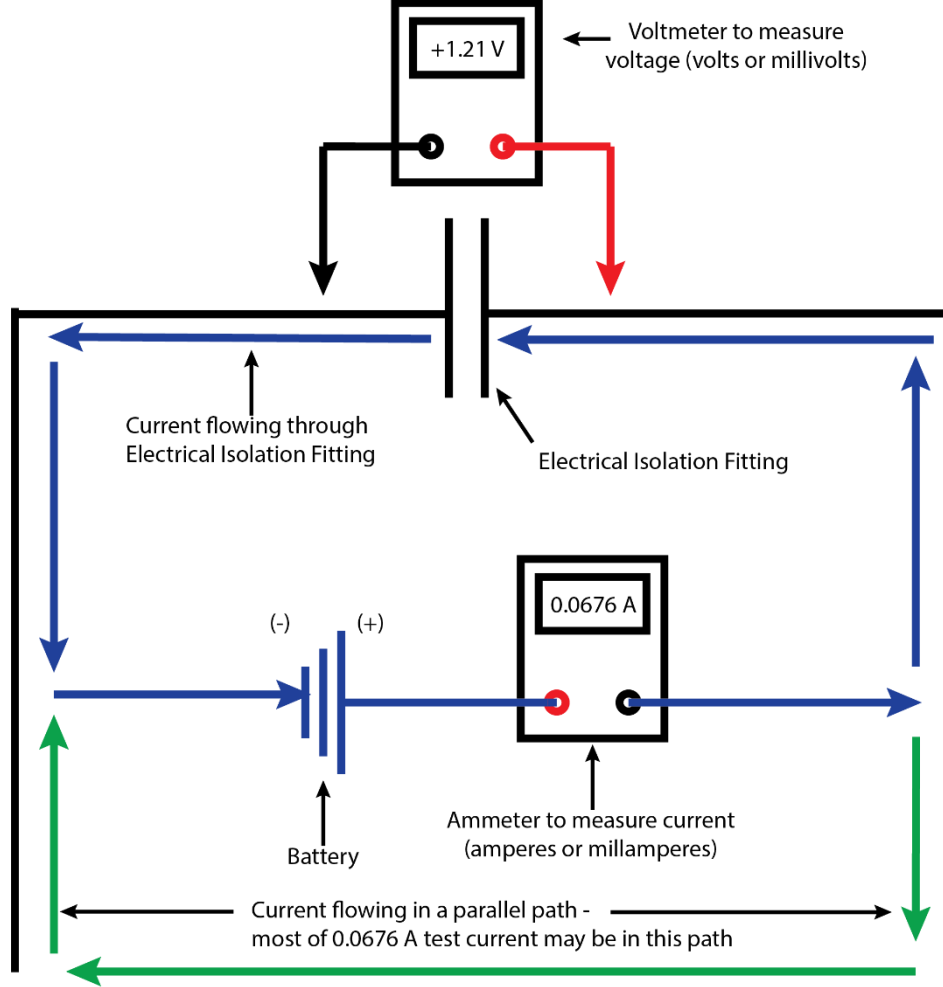 +1.21 V
Voltmeter to measure
voltage (volts or millivolts)
Current flowing through
Electrical Isolation Fitting
Electrical Isolation Fitting
(-)
(+)
0.0676 A
Battery
Ammeter to measure current
(amperes or millamperes)
Current flowing in a parallel path -
most of 0.0676 A test current may be in this path